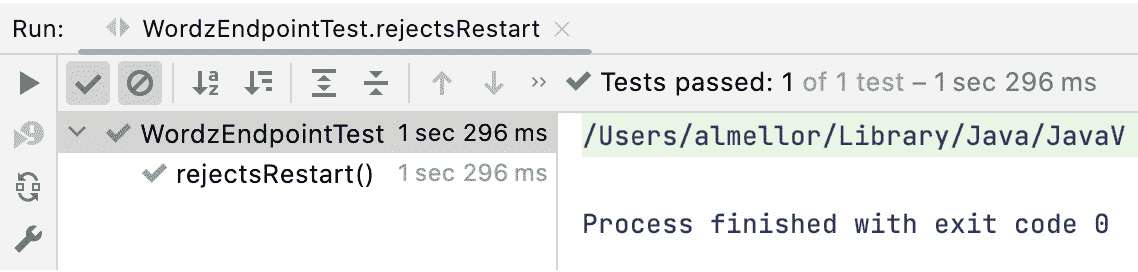 Run: WordzEndpointTest.rejectsRestart
Tests passed: 1 of 1 test – 1 sec 296 ms
WordzEndpointTest 1 sec 296 ms
/Users/almellor/Library/Java/JavaV
rejectsRestart() 1 sec 296 ms
Process finished with exit code 0